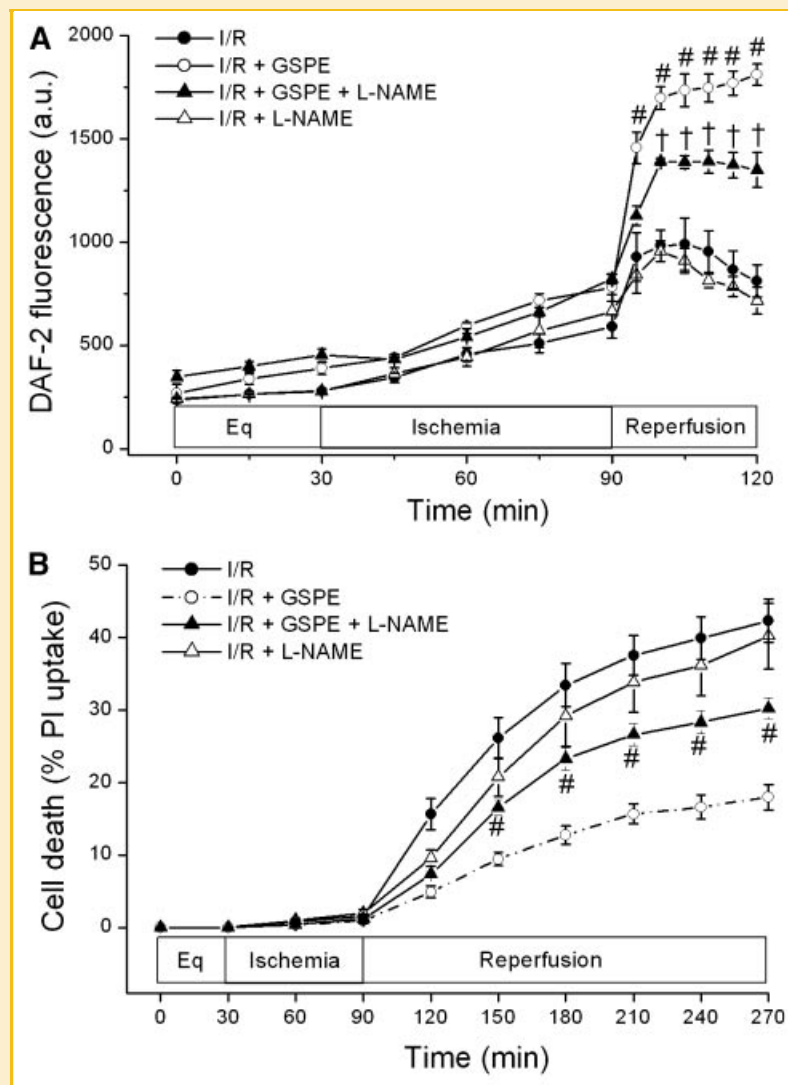 A
I/R
I/R + GSPE
I/R + GSPE + L-NAME
I/R + L-NAME
DAF-2 fluorescence (a.u.)
2000
1500
1000
500
0
# # # # # #
† † † † †
Eq Ischemia Reperfusion
0 30 60 90 120
Time (min)
B
I/R
I/R + GSPE
I/R + GSPE + L-NAME
I/R + L-NAME
Cell death (% PI uptake)
50
40
30
20
10
0
# # # # #
Eq Ischemia Reperfusion
0 30 60 90 120 150 180 210 240 270
Time (min)